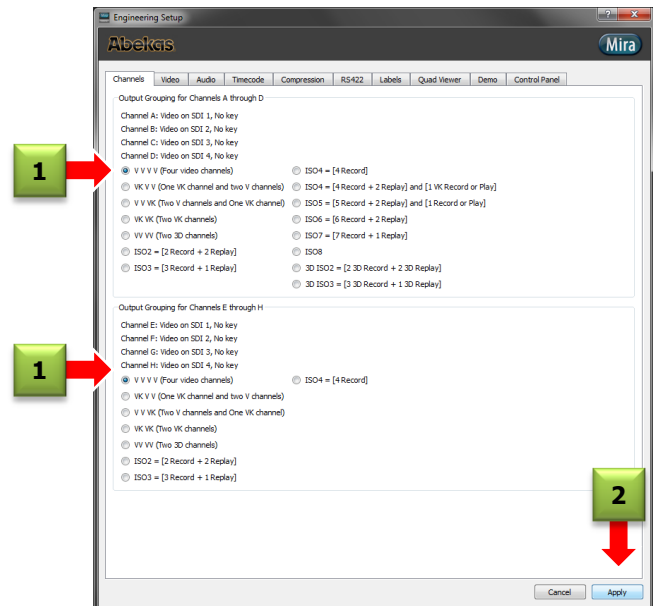 Engineering Setup
Abekas
Mira
Channels Video Audio Timecode Compression RS422 Labels Quad Viewer Demo Control Panel
Output Grouping for Channels A through D
Channel A: Video on SDI 1, No key
Channel B: Video on SDI 2, No key
Channel C: Video on SDI 3, No key
Channel D: Video on SDI 4, No key
1
V V V V (Four video channels) ISO4 = [4 Record]
VK V V (One VK channel and two V channels) ISO4 = [4 Record + 2 Replay] and [1 VK Record or Play]
V V VK (Two V channels and One VK channel) ISO5 = [5 Record + 2 Replay] and [1 Record or Play]
VK VK (Two VK channels) ISO6 = [6 Record + 2 Replay]
VV VV (Two 3D channels) ISO7 = [7 Record + 1 Replay]
ISO2 = [2 Record + 2 Replay] ISO8
ISO3 = [3 Record + 1 Replay] 3D ISO2 = [2 3D Record + 2 3D Replay]
3D ISO3 = [3 3D Record + 1 3D Replay]
Output Grouping for Channels E through H
Channel E: Video on SDI 1, No key
Channel F: Video on SDI 2, No key
Channel G: Video on SDI 3, No key
Channel H: Video on SDI 4, No key
1
V V V V (Four video channels) ISO4 = [4 Record]
VK V V (One VK channel and two V channels)
V V VK (Two V channels and One VK channel)
VK VK (Two VK channels)
VV VV (Two 3D channels)
ISO2 = [2 Record + 2 Replay]
ISO3 = [3 Record + 1 Replay]
2
Cancel Apply